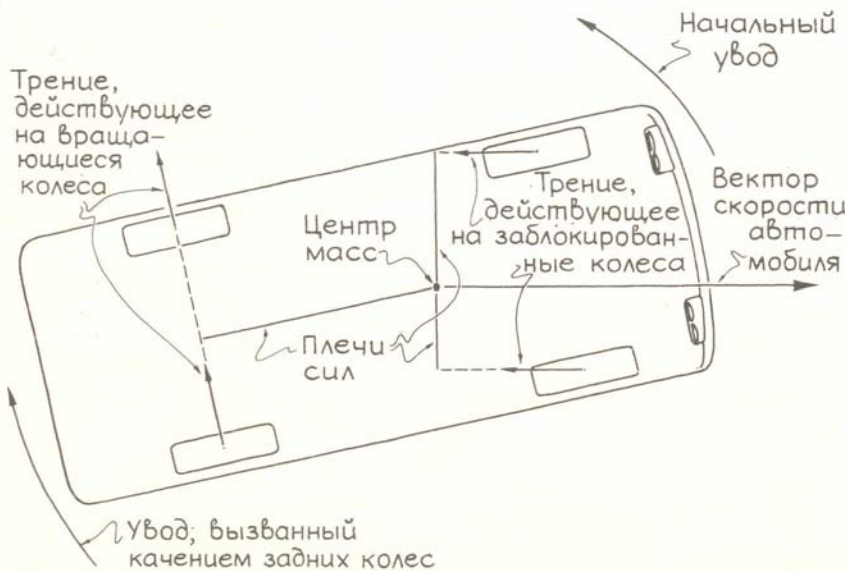 Начальный
увод
Трение,
действующее
на враща-
ющиеся
колеса
Трение,
действующее
на заблокирован-
ные колеса
Вектор
скорости
авто-
мобиля
Центр
масс
Плечи
сил
Увод, вызванный
качением задних колес